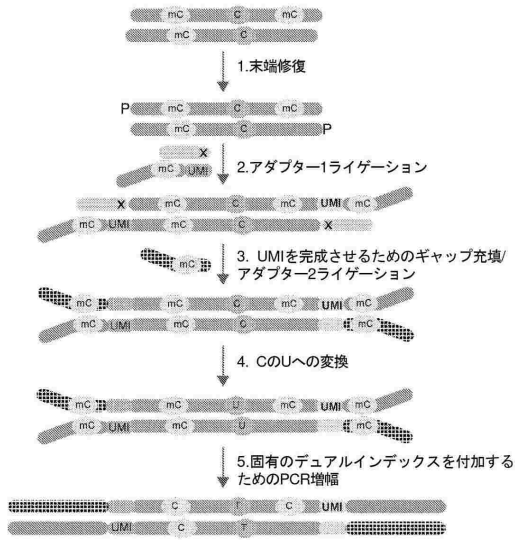 mC C mC
mC C
1.末端修復
P mC C mC
mC C P
X
mC UMI
2.アダプター1ライゲーション
X mC C mC UMI mC
mC UMI mC C X
mC
3. UMIを完成させるためのギャップ充填/
アダプター2ライゲーション
mC mC C mC UMI mC
mC UMI mC C mC
4. CのUへの変換
mC mC U mC UMI mC
mC UMI mC U mC
5.固有のデュアルインデックスを付加する
ためのPCR増幅
C T C UMI
UMI C T